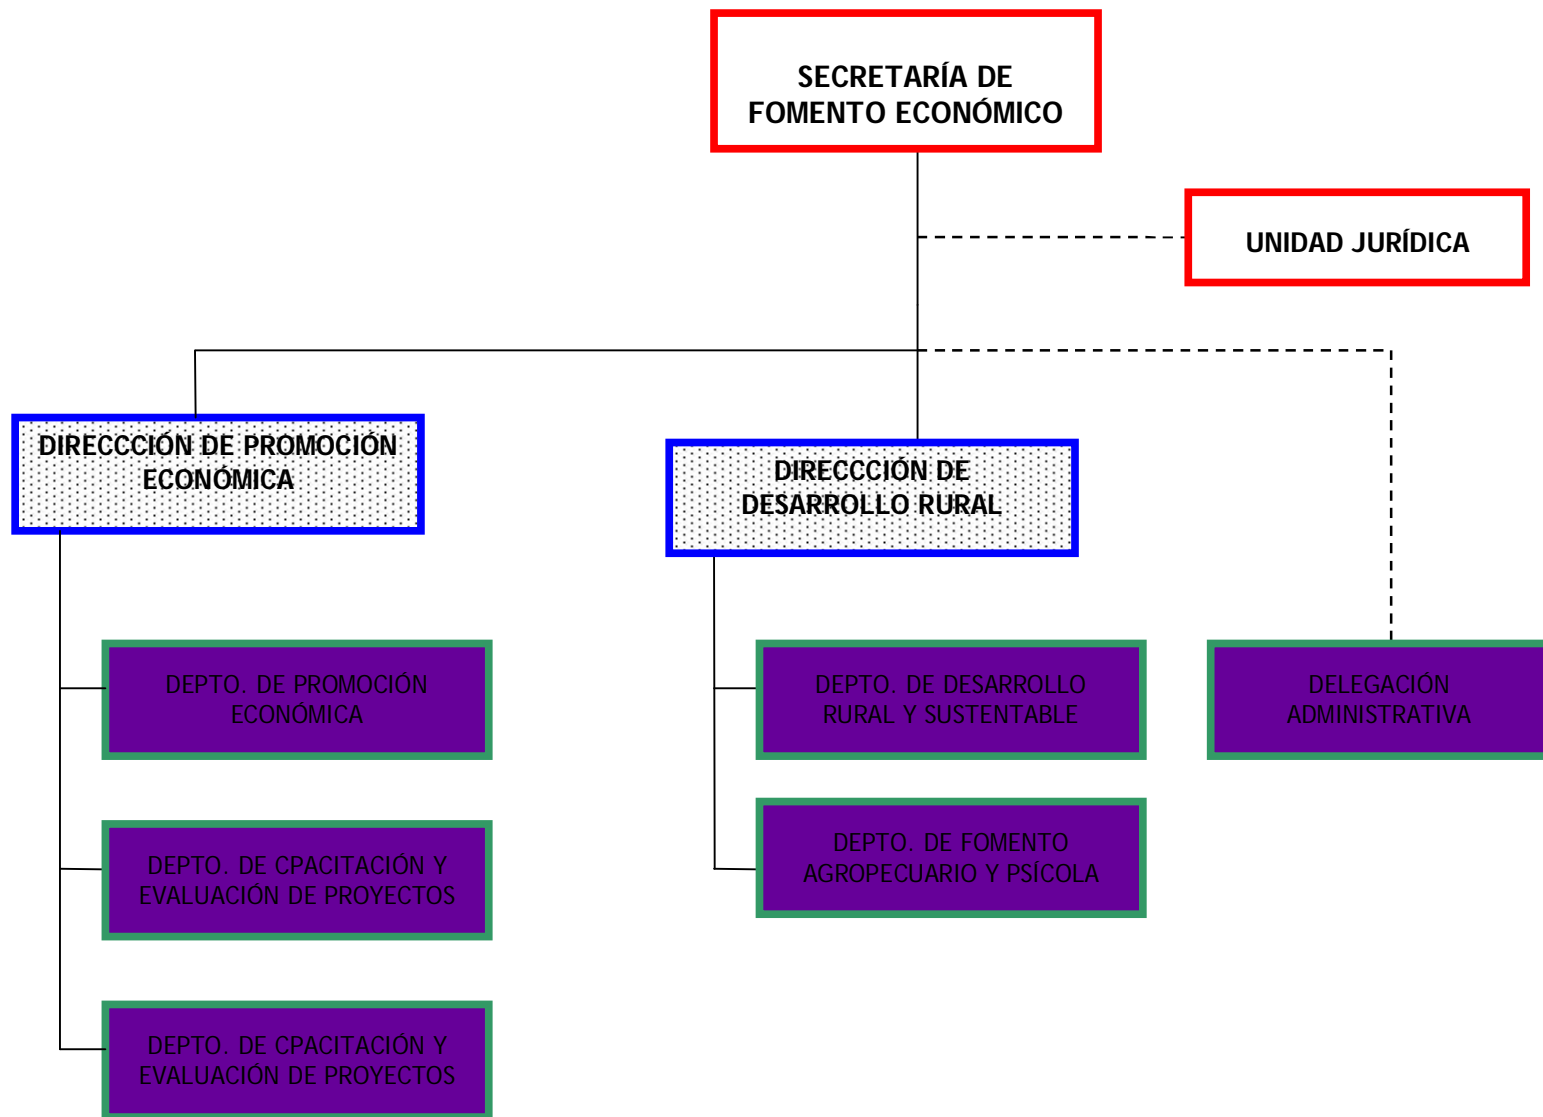 SECRETARÍA DE
FOMENTO ECONÓMICO
UNIDAD JURÍDICA
DIRECCCIÓN DE PROMOCIÓN
ECONÓMICA
DIRECCCIÓN DE
DESARROLLO RURAL
DEPTO. DE PROMOCIÓN
ECONÓMICA
DEPTO. DE DESARROLLO
RURAL Y SUSTENTABLE
DELEGACIÓN
ADMINISTRATIVA
DEPTO. DE CPACITACIÓN Y
EVALUACIÓN DE PROYECTOS
DEPTO. DE FOMENTO
AGROPECUARIO Y PSÍCOLA
DEPTO. DE CPACITACIÓN Y
EVALUACIÓN DE PROYECTOS